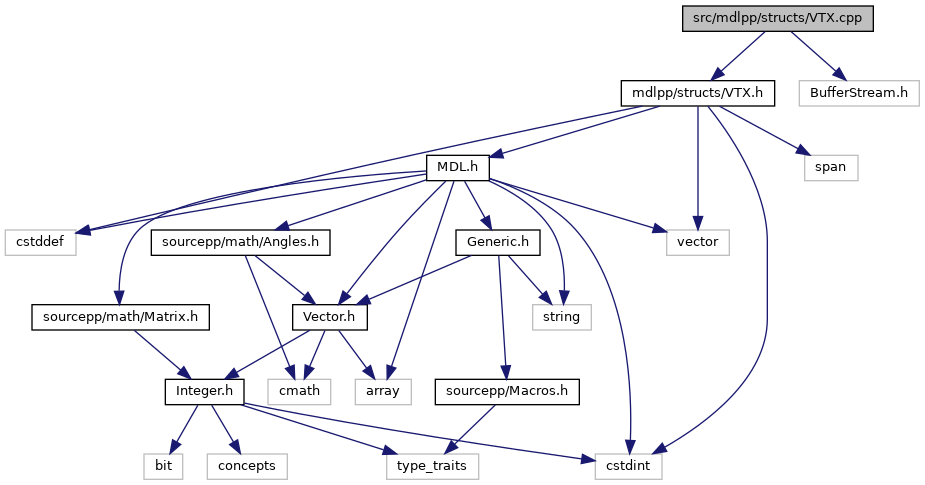 src/mdlpp/structs/VTX.cpp
mdlpp/structs/VTX.h
BufferStream.h
MDL.h
span
cstddef
sourcepp/math/Angles.h
Generic.h
vector
sourcepp/math/Matrix.h
Vector.h
string
Integer.h
cmath
array
sourcepp/Macros.h
bit
concepts
type_traits
cstdint